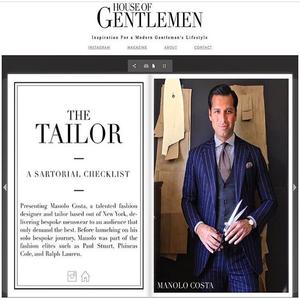 HOUSE OF
GENTLEMEN
Inspiration For a Modern Gentleman's Lifestyle
INSTAGRAM MAGAZINE ABOUT CONTACT
THE
TAILOR
A SARTORIAL CHECKLIST
Presenting Manolo Costa, a talented fashion
designer and tailor based out of New York, de-
livering bespoke menswear to an audience that
only demand the best. Before launching on his
solo bespoke journey, Manolo was part of the
fashion elites such as Paul Stuart, Phineas
Cole, and Ralph Lauren.
MANOLO COSTA